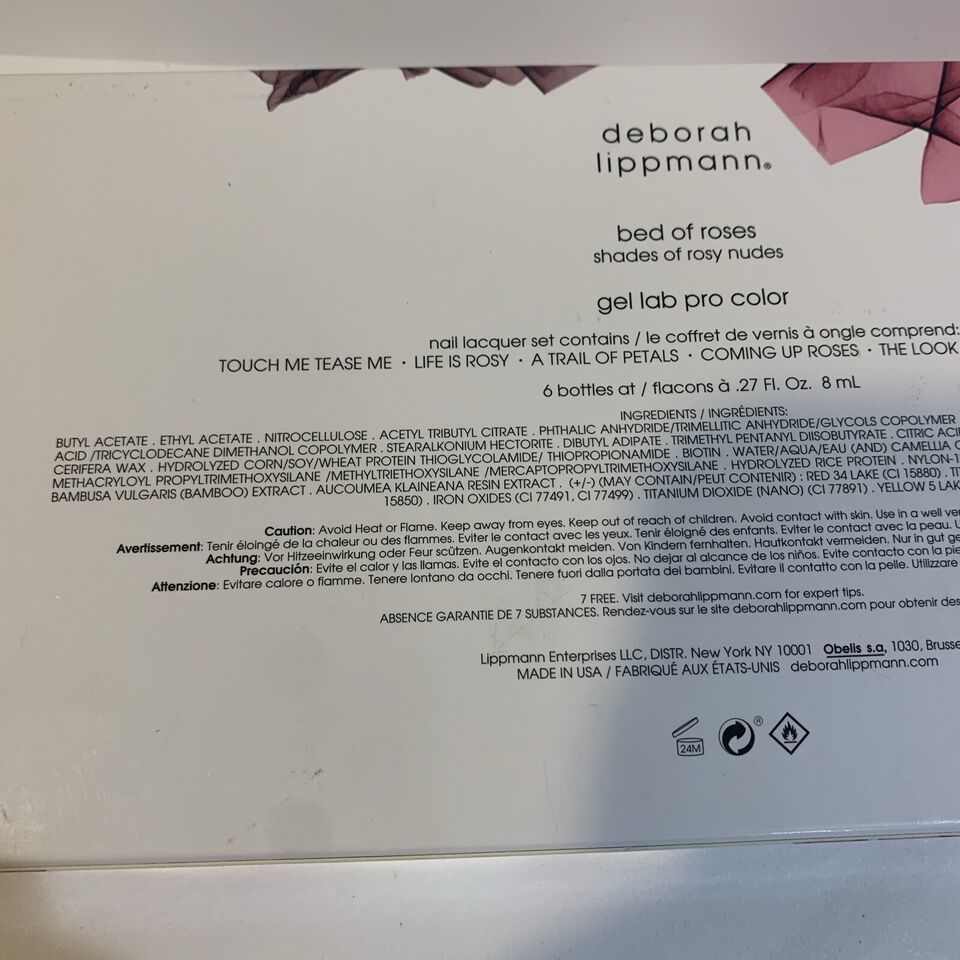 deborah
lippmann®
bed of roses
shades of rosy nudes
gel lab pro color
nail lacquer set contains / le coffret de vernis à ongle comprend:
TOUCH ME TEASE ME · LIFE IS ROSY · A TRAIL OF PETALS · COMING UP ROSES · THE LOOK
6 bottles at / flacons à .27 Fl. Oz. 8 mL
INGREDIENTS / INGRÉDIENTS:
BUTYL ACETATE . ETHYL ACETATE . NITROCELLULOSE . ACETYL TRIBUTYL CITRATE . PHTHALIC ANHYDRIDE/TRIMELLITIC ANHYDRIDE/GLYCOLS COPOLYMER
ACID /TRICYCLODECANE DIMETHANOL COPOLYMER . STEARALKONIUM HECTORITE . DIBUTYL ADIPATE . TRIMETHYL PENTANYL DIISOBUTYRATE . CITRIC ACID
CERIFERA WAX . HYDROLYZED CORN/SOY/WHEAT PROTEIN THIOGLYCOLAMIDE/ THIOPROPIONAMIDE . BIOTIN . WATER/AQUA/EAU (AND) CAMELLIA
METHACRYLOYL PROPYLTRIMETHOXYSILANE /METHYLTRIETHOXYSILANE /MERCAPTOPROPYLTRIMETHOXYSILANE . HYDROLYZED RICE PROTEIN . NYLON-1
BAMBUSA VULGARIS (BAMBOO) EXTRACT . AUCOUMEA KLAINEANA RESIN EXTRACT . (+/-) (MAY CONTAIN/PEUT CONTENIR) : RED 34 LAKE (CI 15880) .
15850) . IRON OXIDES (CI 77491, CI 77499) . TITANIUM DIOXIDE (NANO) (CI 77891) . YELLOW 5 LAK
Caution: Avoid Heat or Flame. Keep away from eyes. Keep out of reach of children. Avoid contact with skin. Use in a well
Avertissement: Tenir éloingé de la chaleur ou des flammes. Eviter le contact avec les yeux. Tenir éloigné des enfants. Eviter le contact avec la peau.
Achtung: Vor Hitzeeinwirkung oder Feur scützen. Augenkontakt meiden. Von Kindern fernhalten. Hautkontakt vermeiden. Nur in gut ge
Precaución: Evite el calor y las llamas. Evite el contacto con los ojos. No dejar al alcance de los niños. Evite contacto con la pie
Attenzione: Evitare calore o fiamme. Tenere lontano da occhi. Tenere fuori dalla portata dei bambini. Evitare il contatto con la pelle. Utilizzare
7 FREE. Visit deborahlippmann.com for expert tips.
ABSENCE GARANTIE DE 7 SUBSTANCES. Rendez-vous sur le site deborahlippmann.com pour obtenir des
Lippmann Enterprises LLC, DISTR. New York NY 10001 Obelis s.a, 1030, Brusse
MADE IN USA / FABRIQUÉ AUX ÉTATS-UNIS deborahlippmann.com
24M ®